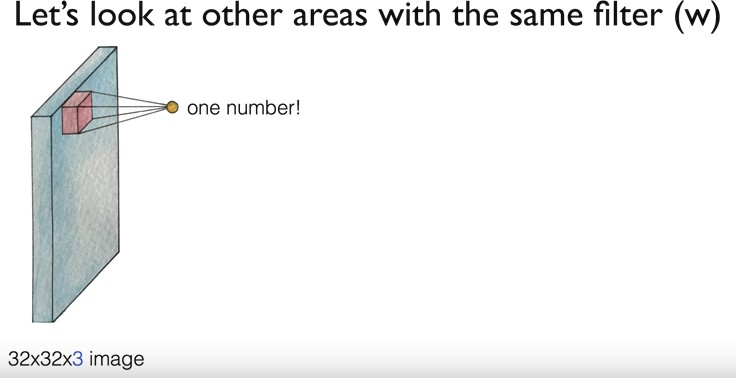 Let's look at other areas with the same filter (w)
one number!
32x32x3 image